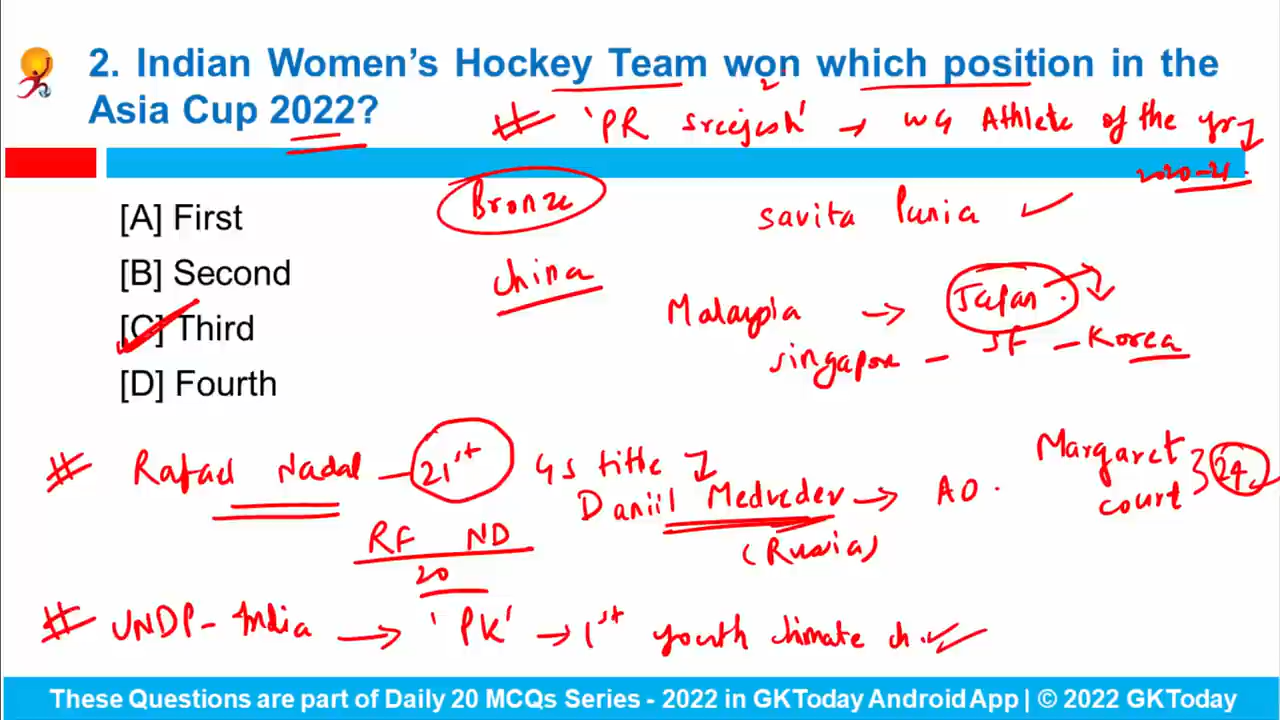 2. Indian Women's Hockey Team won which position in the
Asia Cup 2022?
# 'PR Sreejesh' → WG Athlete of the yr
2020-21
[A] First
Bronze
Savita Punia ✓
[B] Second
China
Malaysia → Japan
[C] Third
Singapore - SF - Korea
[D] Fourth
# Rafael Nadal - 21st GS title
Daniil Medvedev → AO
(Russia)
Margaret
Court
24
RF ND
20
# UNDP - India → 'PK' → 1st youth climate ch.
These Questions are part of Daily 20 MCQs Series - 2022 in GKToday Android App | © 2022 GKToday